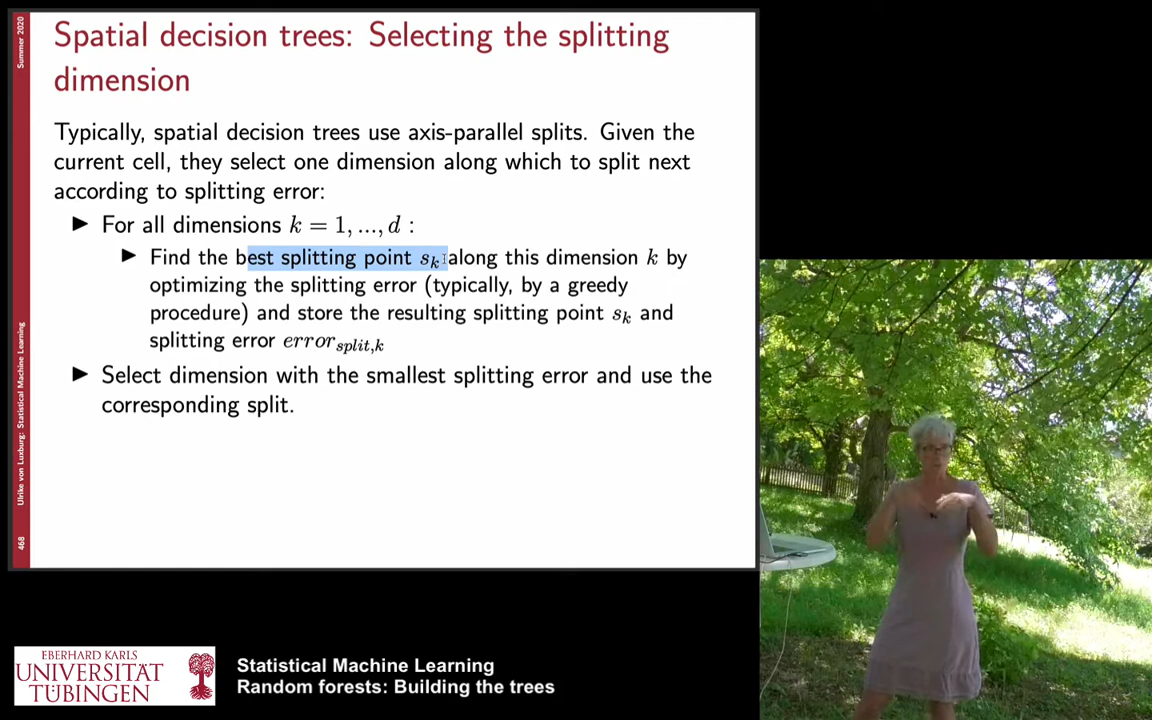 Spatial decision trees: Selecting the splitting
dimension
Typically, spatial decision trees use axis-parallel splits. Given the
current cell, they select one dimension along which to split next
according to splitting error:
▶ For all dimensions k = 1, ..., d :
▶ Find the best splitting point s_k along this dimension k by
optimizing the splitting error (typically, by a greedy
procedure) and store the resulting splitting point s_k and
splitting error error_split,k
▶ Select dimension with the smallest splitting error and use the
corresponding split.
Summer 2020
Ulrike von Luxburg: Statistical Machine Learning
468
EBERHARD KARLS
UNIVERSITÄT
TÜBINGEN
Statistical Machine Learning
Random forests: Building the trees